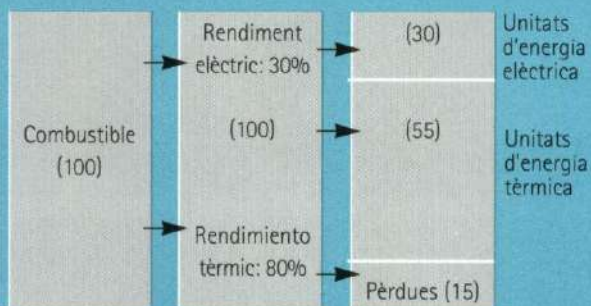 Combustible
(100)
Rendiment
elèctric: 30%
(100)
Rendimiento
tèrmic: 80%
(30)
(55)
Pèrdues (15)
Unitats
d'energia
elèctrica
Unitats
d'energia
tèrmica